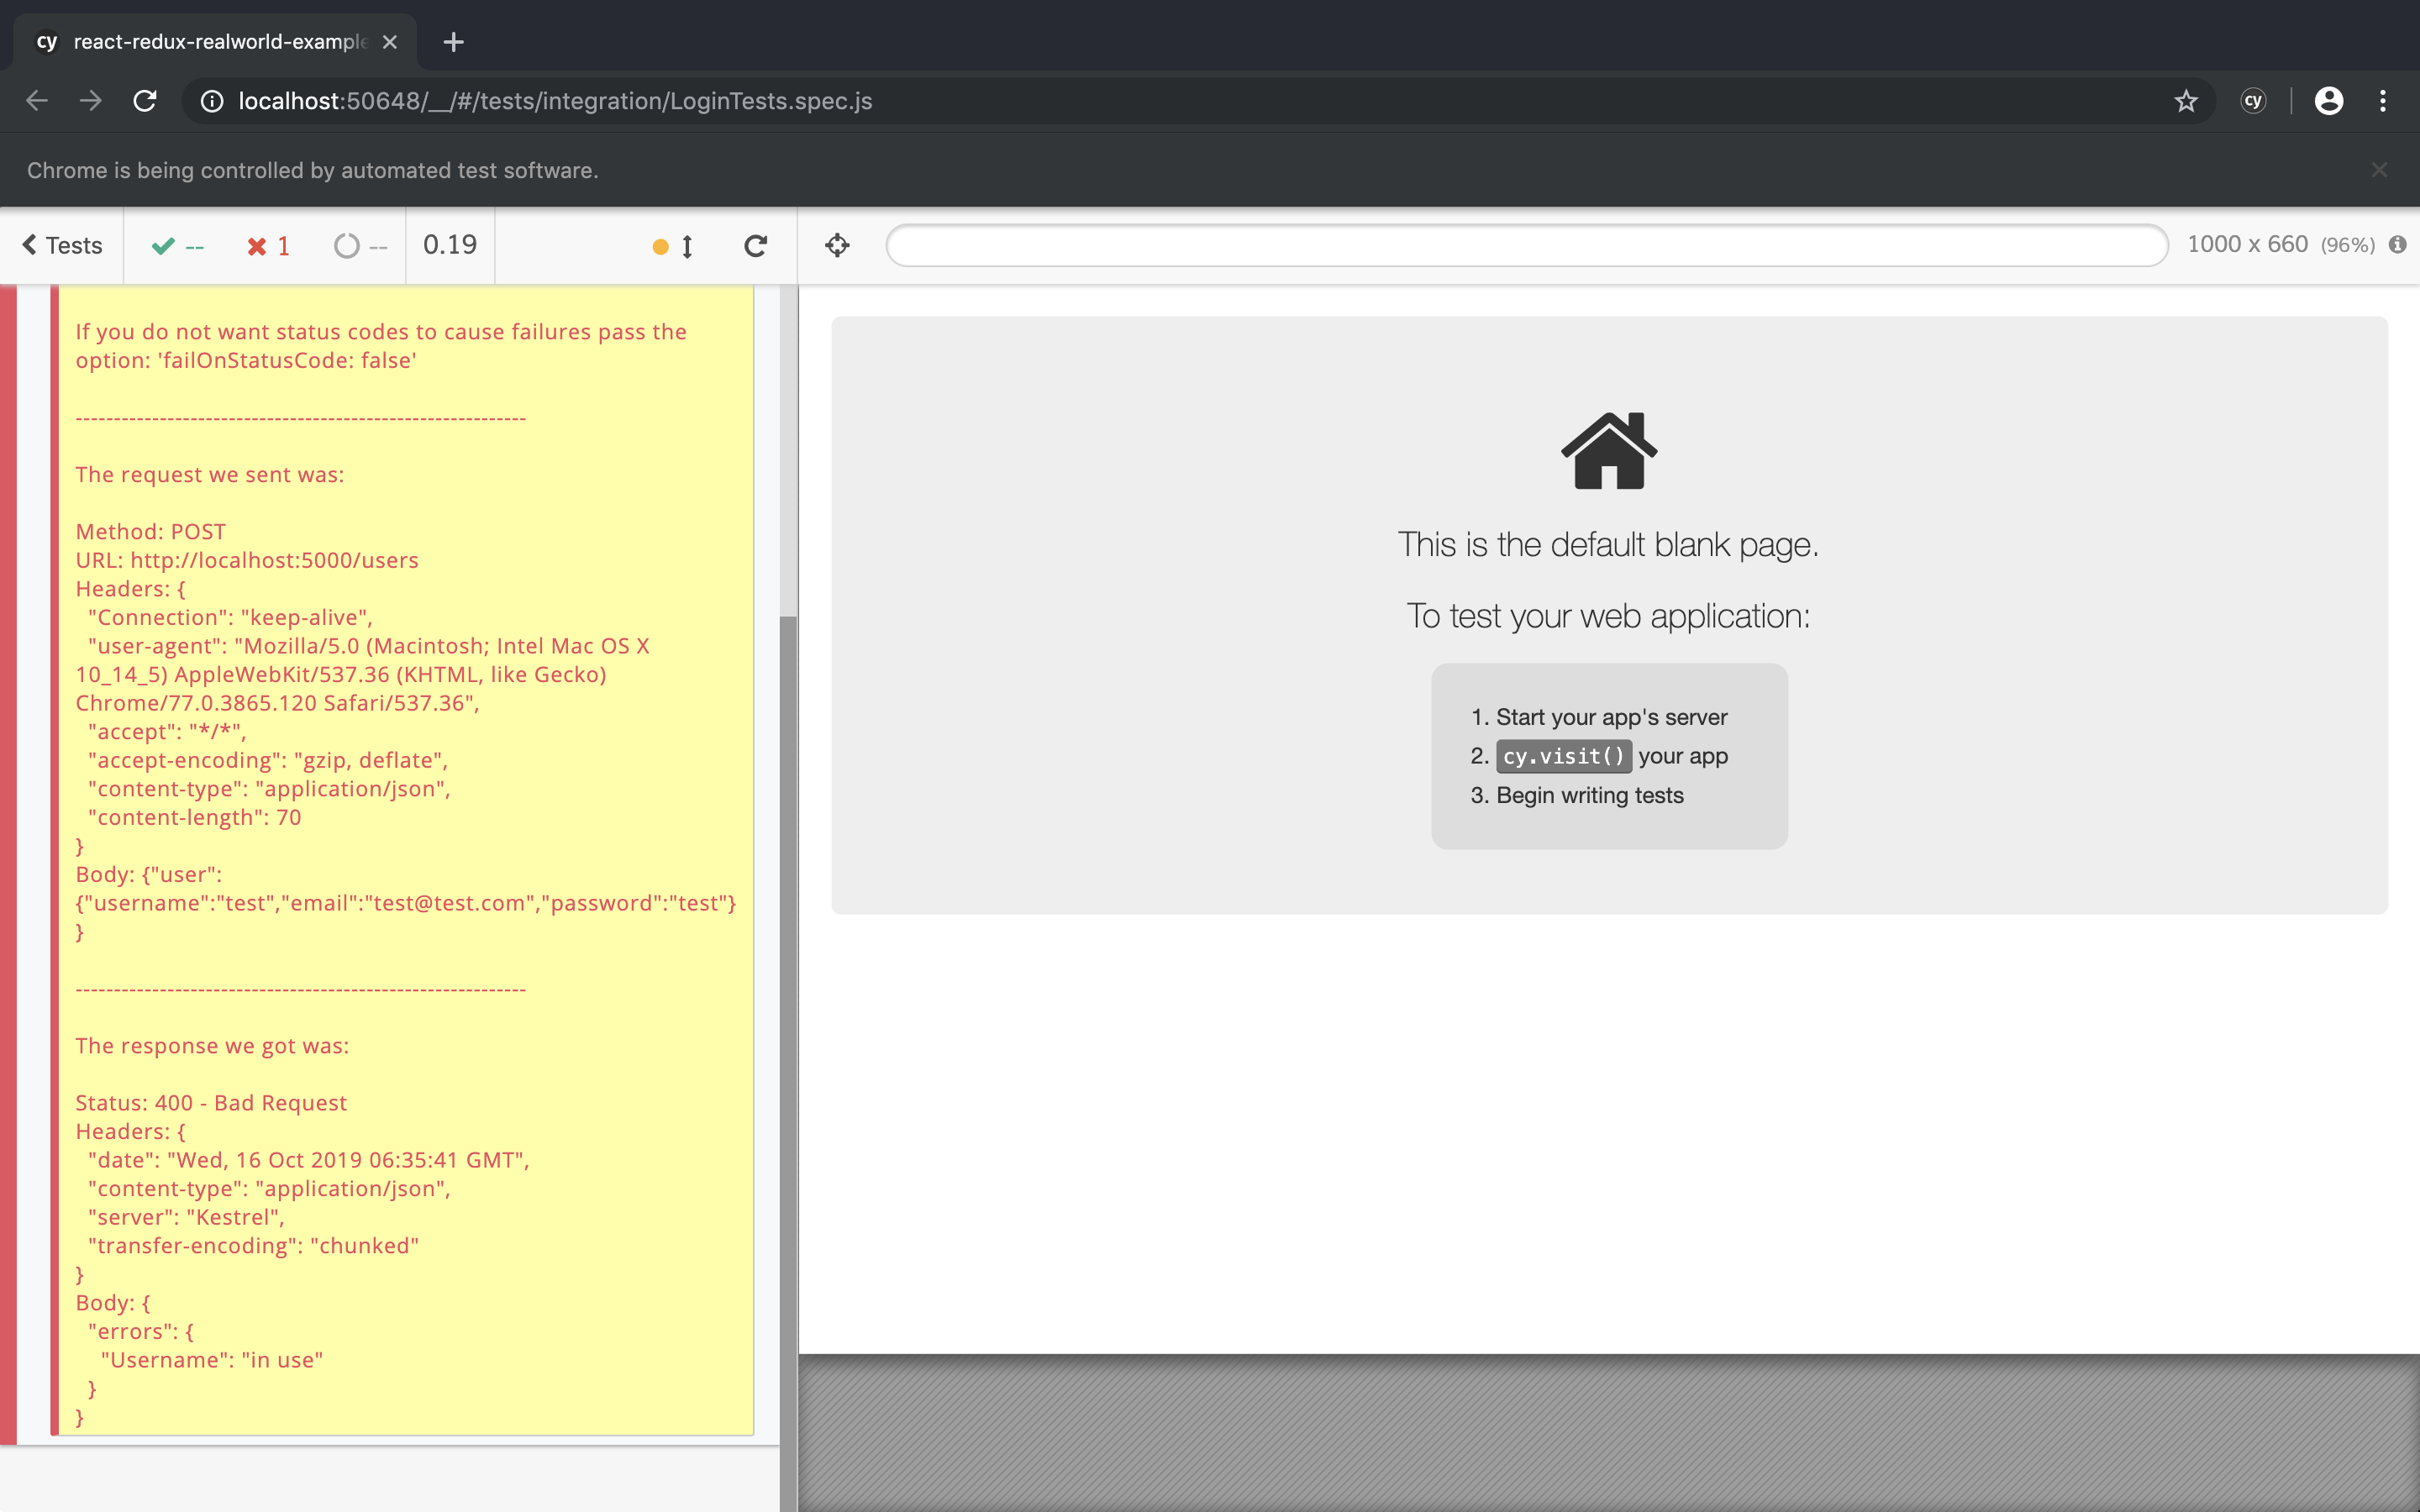 cy react-redux-realworld-example
localhost:50648/__/#/tests/integration/LoginTests.spec.js
cy
Chrome is being controlled by automated test software.
Tests
--
1
--
0.19
1000 x 660 (96%)
If you do not want status codes to cause failures pass the
option: 'failOnStatusCode: false'
-----------------------------------------------------------
The request we sent was:
Method: POST
URL: http://localhost:5000/users
Headers: {
"Connection": "keep-alive",
"user-agent": "Mozilla/5.0 (Macintosh; Intel Mac OS X
10_14_5) AppleWebKit/537.36 (KHTML, like Gecko)
Chrome/77.0.3865.120 Safari/537.36",
"accept": "*/*",
"accept-encoding": "gzip, deflate",
"content-type": "application/json",
"content-length": 70
}
Body: {"user":
{"username":"test","email":"test@test.com","password":"test"}
}
-----------------------------------------------------------
The response we got was:
Status: 400 - Bad Request
Headers: {
"date": "Wed, 16 Oct 2019 06:35:41 GMT",
"content-type": "application/json",
"server": "Kestrel",
"transfer-encoding": "chunked"
}
Body: {
"errors": {
"Username": "in use"
}
}
This is the default blank page.
To test your web application:
1. Start your app's server
2. cy.visit() your app
3. Begin writing tests